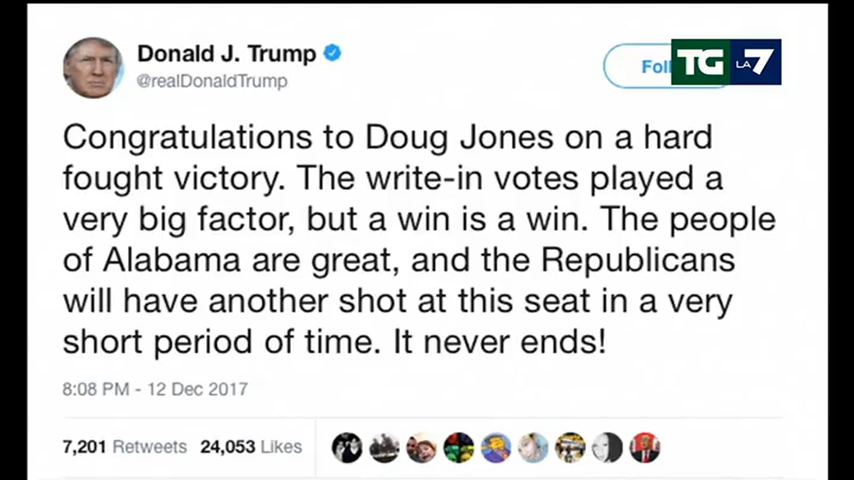 Donald J. Trump
@realDonaldTrump
Foll
TG LA 7
Congratulations to Doug Jones on a hard
fought victory. The write-in votes played a
very big factor, but a win is a win. The people
of Alabama are great, and the Republicans
will have another shot at this seat in a very
short period of time. It never ends!
8:08 PM - 12 Dec 2017
7,201 Retweets 24,053 Likes